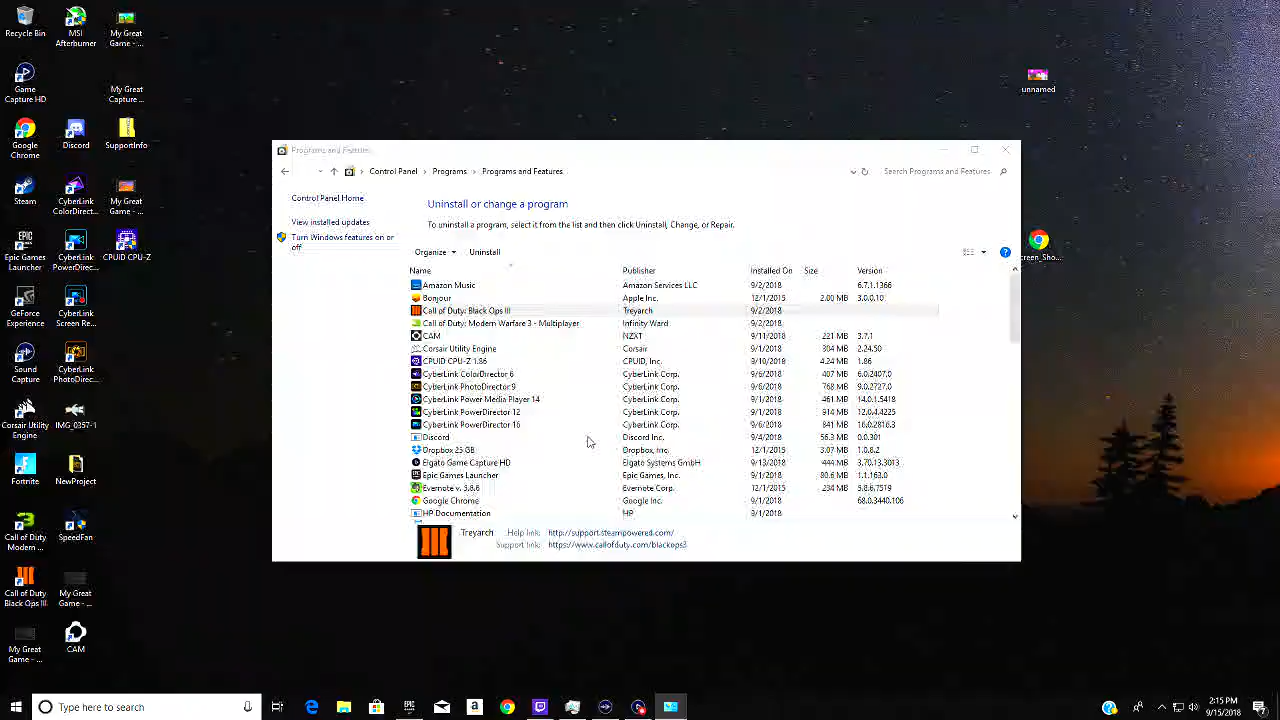 Recycle Bin
MSI Afterburner
My Great Game - ...
Game Capture HD
My Great Capture ...
Google Chrome
Discord
SupportInfo
Steam
CyberLink ColorDirec...
My Great Game - ...
Epic Games Launcher
CyberLink PowerDirec...
CPUID CPU-Z
GeForce Experience
CyberLink Screen Re...
Sound Capture
CyberLink PhotoDirec...
Corsair Utility Engine
IMG_0357-1
Fortnite
NewProject
Call of Duty Modern ...
SpeedFan
Call of Duty Black Ops III
My Great Game - ...
My Great Game - ...
CAM
unnamed
Programs and Features
Control Panel
Programs
Programs and Features
Search Programs and Features
Control Panel Home
View installed updates
Turn Windows features on or
off
Uninstall or change a program
To uninstall a program, select it from the list and then click Uninstall, Change, or Repair.
Organize Uninstall
Name Publisher Installed On Size Version
Amazon Music Amazon Services LLC 9/2/2018 6.7.1.1366
Bonjour Apple Inc. 12/1/2015 2.00 MB 3.0.0.10
Call of Duty: Black Ops III Treyarch 9/2/2018
Call of Duty: Modern Warfare 3 - Multiplayer Infinity Ward 9/2/2018
CAM NZXT 9/11/2018 221 MB 3.7.1
Corsair Utility Engine Corsair 9/1/2018 304 MB 2.24.50
CPUID CPU-Z 1.86 CPUID, Inc. 9/10/2018 4.24 MB 1.86
CyberLink ColorDirector 6 CyberLink Corp. 9/6/2018 407 MB 6.0.2407.0
CyberLink PhotoDirector 9 CyberLink Corp. 9/6/2018 768 MB 9.0.2727.0
CyberLink Power Media Player 14 CyberLink Corp. 9/1/2018 461 MB 14.0.1.5418
CyberLink PowerDirector 12 CyberLink Corp. 9/1/2018 914 MB 12.0.4.4225
CyberLink PowerDirector 16 CyberLink Corp. 9/6/2018 841 MB 16.0.2816.3
Discord Discord Inc. 9/4/2018 56.3 MB 0.0.301
Dropbox 25 GB Dropbox, Inc. 12/1/2015 3.07 MB 1.0.8.2
Elgato Game Capture HD Elgato Systems GmbH 9/13/2018 444 MB 3.70.13.3013
Epic Games Launcher Epic Games, Inc. 9/1/2018 80.6 MB 1.1.163.0
Evernote v. 5.8.6 Evernote Corp. 12/1/2015 234 MB 5.8.6.7519
Google Chrome Google Inc. 9/1/2018 68.0.3440.106
HP Documentation HP 9/1/2018
Treyarch Help link: http://support.steampowered.com/
Support link: https://www.callofduty.com/blackops3
Type here to search
2:15 PM
9/15/2018